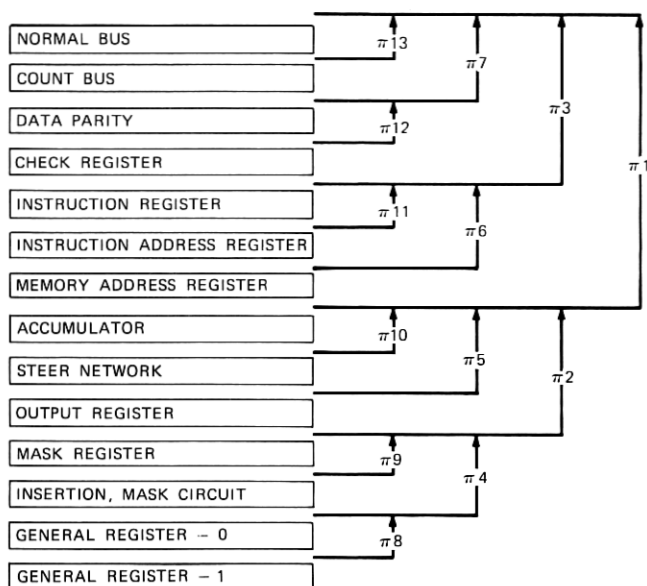 NORMAL BUS
π13
COUNT BUS
π7
DATA PARITY
π12
π3
CHECK REGISTER
π1
INSTRUCTION REGISTER
π11
INSTRUCTION ADDRESS REGISTER
π6
MEMORY ADDRESS REGISTER
ACCUMULATOR
π10
STEER NETWORK
π5
π2
OUTPUT REGISTER
MASK REGISTER
π9
INSERTION, MASK CIRCUIT
π4
GENERAL REGISTER – 0
π8
GENERAL REGISTER – 1